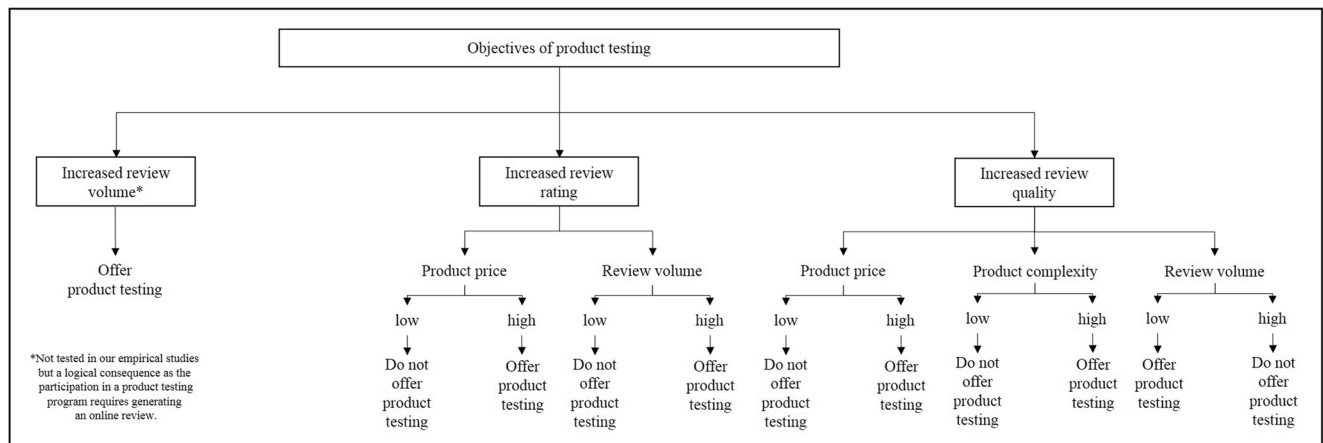 Objectives of product testing
Increased review
volume*
Increased review
rating
Increased review
quality
Offer
product testing
Product price
Review volume
Product price
Product complexity
Review volume
low
high
low
high
low
high
low
high
low
high
Do not
offer
product
testing
Offer
product
testing
Do not
offer
product
testing
Offer
product
testing
Do not
offer
product
testing
Offer
product
testing
Do not
offer
product
testing
Offer
product
testing
Offer
product
testing
Do not
offer
product
testing
*Not tested in our empirical studies
but a logical consequence as the
participation in a product testing
program requires generating
an online review.